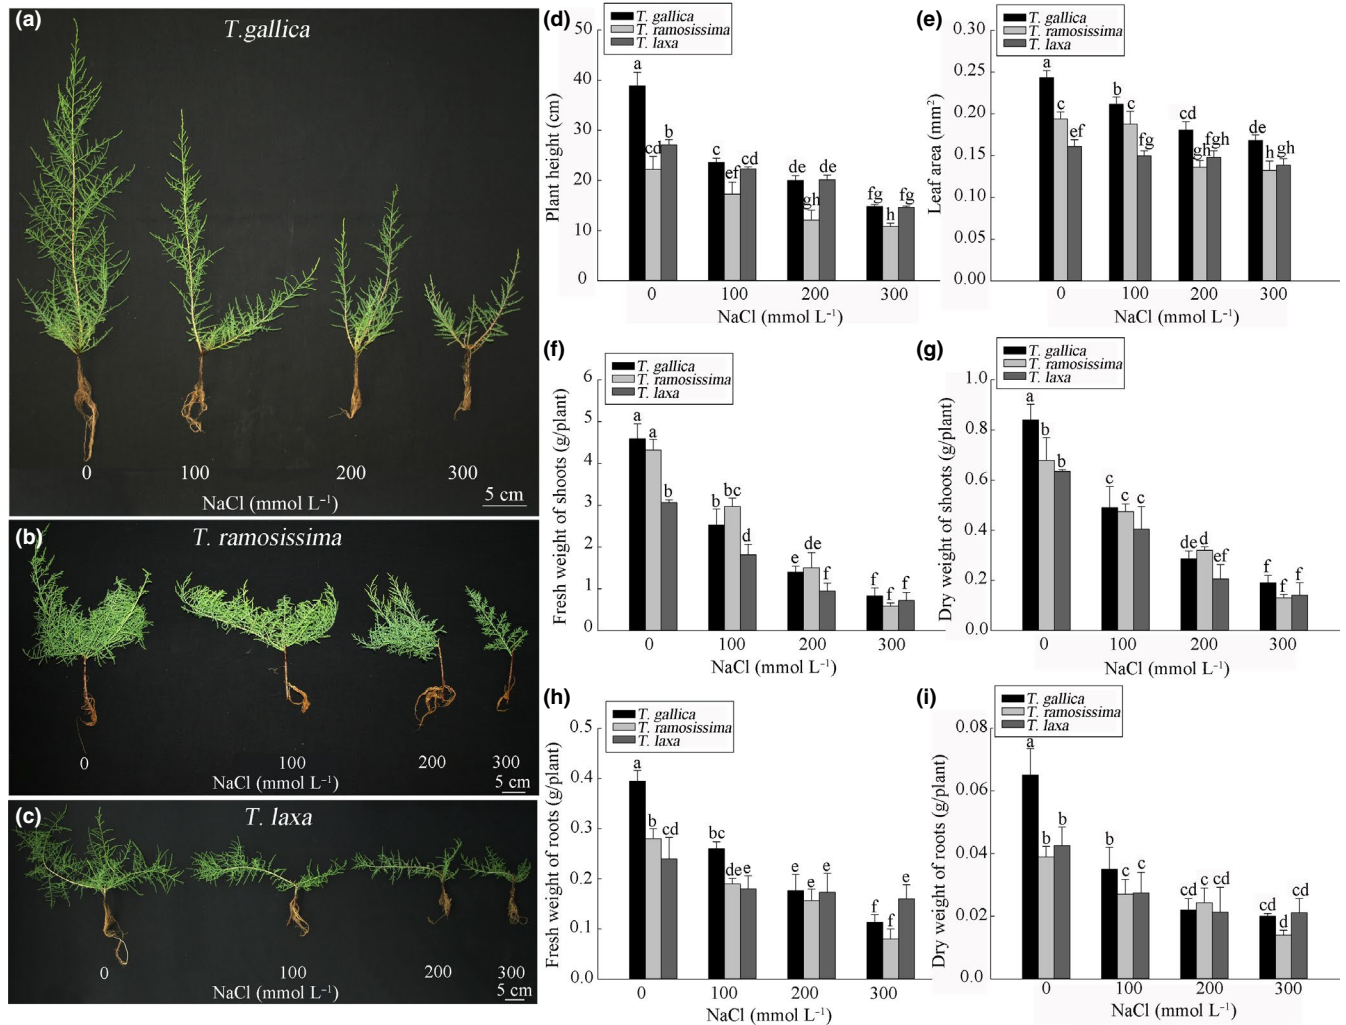 (a)
T.gallica
0
100
200
300
NaCl (mmol L⁻¹)
5 cm
(b)
T. ramosissima
0
100
200
300
NaCl (mmol L⁻¹)
5 cm
(c)
T. laxa
0
100
200
300
NaCl (mmol L⁻¹)
5 cm
(d)
T. gallica
T. ramosissima
T. laxa
Plant height (cm)
50
40
30
20
10
0
a cd b
c ef cd
de gh de
fg h fg
0 100 200 300
NaCl (mmol L⁻¹)
(e)
T. gallica
T. ramosissima
T. laxa
Leaf area (mm²)
0.30
0.25
0.20
0.15
0.10
0.05
0.00
a c ef
b c fg
cd gh fgh
de h gh
0 100 200 300
NaCl (mmol L⁻¹)
(f)
T. gallica
T. ramosissima
T. laxa
Fresh weight of shoots (g/plant)
6
5
4
3
2
1
0
a a b
b bc d
e de f
f f f
0 100 200 300
NaCl (mmol L⁻¹)
(g)
T. gallica
T. ramosissima
T. laxa
Dry weight of shoots (g/plant)
1.0
0.8
0.6
0.4
0.2
0.0
a b b
c c c
de d ef
f f f
0 100 200 300
NaCl (mmol L⁻¹)
(h)
T. gallica
T. ramosissima
T. laxa
Fresh weight of roots (g/plant)
0.5
0.4
0.3
0.2
0.1
0.0
a b cd
bc de e
e e e
f f e
0 100 200 300
NaCl (mmol L⁻¹)
(i)
T. gallica
T. ramosissima
T. laxa
Dry weight of roots (g/plant)
0.08
0.06
0.04
0.02
0.0
a b b
c c c
cd c cd
cd d cd
0 100 200 300
NaCl (mmol L⁻¹)